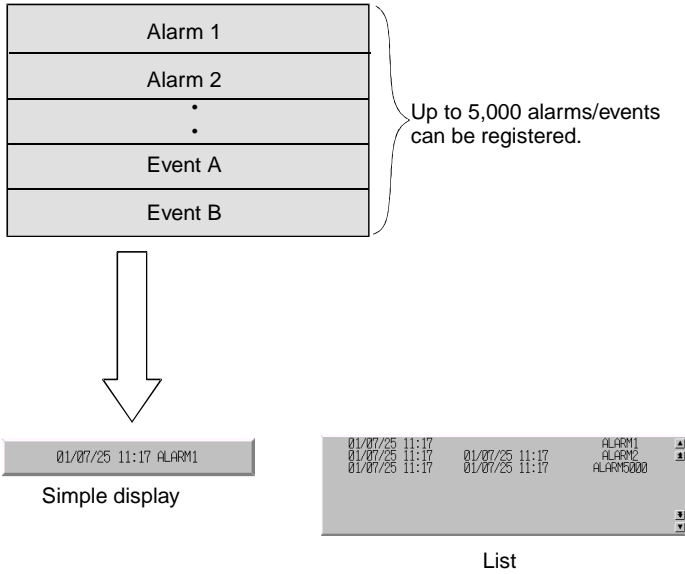 Alarm 1
Alarm 2
Up to 5,000 alarms/events
can be registered.
Event A
Event B
01/07/25 11:17 ALARM1
Simple display
01/07/25 11:17 ALARM1
01/07/25 11:17 01/07/25 11:17 ALARM2
01/07/25 11:17 01/07/25 11:17 ALARM5000
List